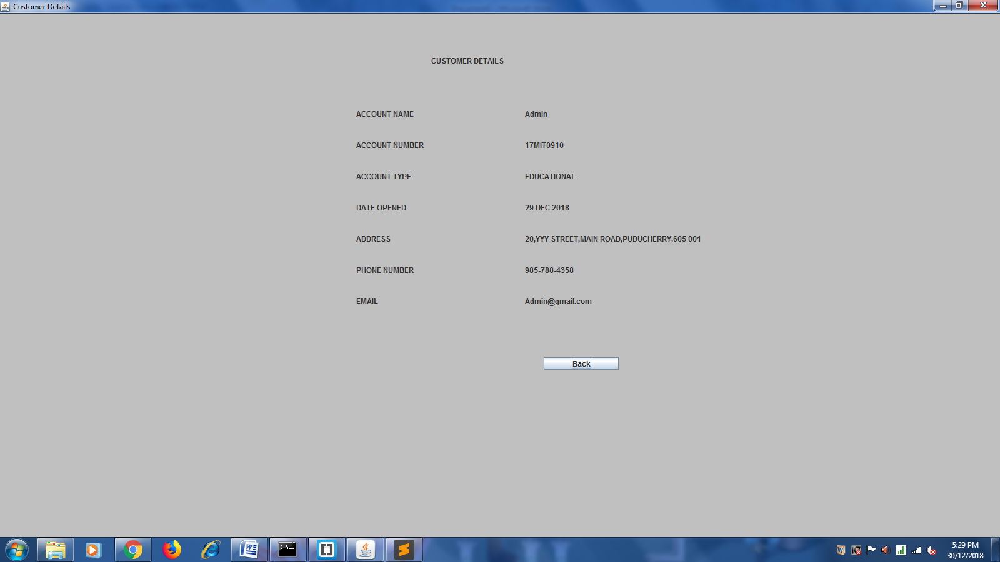 Customer Details
CUSTOMER DETAILS
ACCOUNT NAME Admin
ACCOUNT NUMBER 17MIT0910
ACCOUNT TYPE EDUCATIONAL
DATE OPENED 29 DEC 2018
ADDRESS 20,YYY STREET,MAIN ROAD,PUDUCHERRY,605 001
PHONE NUMBER 985-788-4358
EMAIL Admin@gmail.com
Back
5:29 PM
30/12/2018